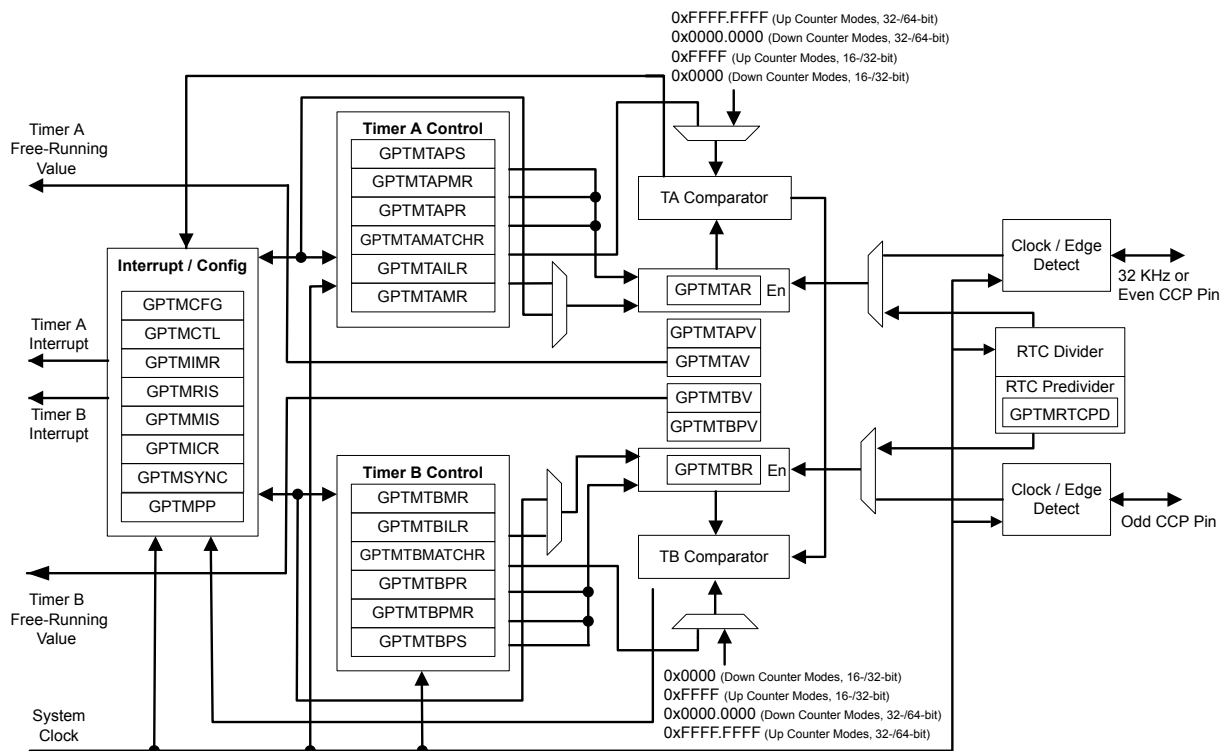 0xFFFF.FFFF (Up Counter Modes, 32-/64-bit)
0x0000.0000 (Down Counter Modes, 32-/64-bit)
0xFFFF (Up Counter Modes, 16-/32-bit)
0x0000 (Down Counter Modes, 16-/32-bit)
Timer A
Free-Running
Value
Timer A Control
GPTMTAPS
GPTMTAPMR
GPTMTAPR
GPTMTAMATCHR
GPTMTAILR
GPTMTAMR
TA Comparator
Clock / Edge
Detect
32 KHz or
Even CCP Pin
Interrupt / Config
GPTMCFG
GPTMCTL
GPTMIMR
GPTMRIS
GPTMMIS
GPTMICR
GPTMSYNC
GPTMPP
GPTMTAR
En
Timer A
Interrupt
Timer B
Interrupt
GPTMTAPV
GPTMTAV
GPTMTBV
GPTMTBPV
RTC Divider
RTC Predivider
GPTMRTCPD
Timer B Control
GPTMTBMR
GPTMTBILR
GPTMTBMATCHR
GPTMTBPR
GPTMTBPMR
GPTMTBPS
GPTMTBR
En
Clock / Edge
Detect
Odd CCP Pin
TB Comparator
Timer B
Free-Running
Value
0x0000 (Down Counter Modes, 16-/32-bit)
0xFFFF (Up Counter Modes, 16-/32-bit)
0x0000.0000 (Down Counter Modes, 32-/64-bit)
0xFFFF.FFFF (Up Counter Modes, 32-/64-bit)
System
Clock